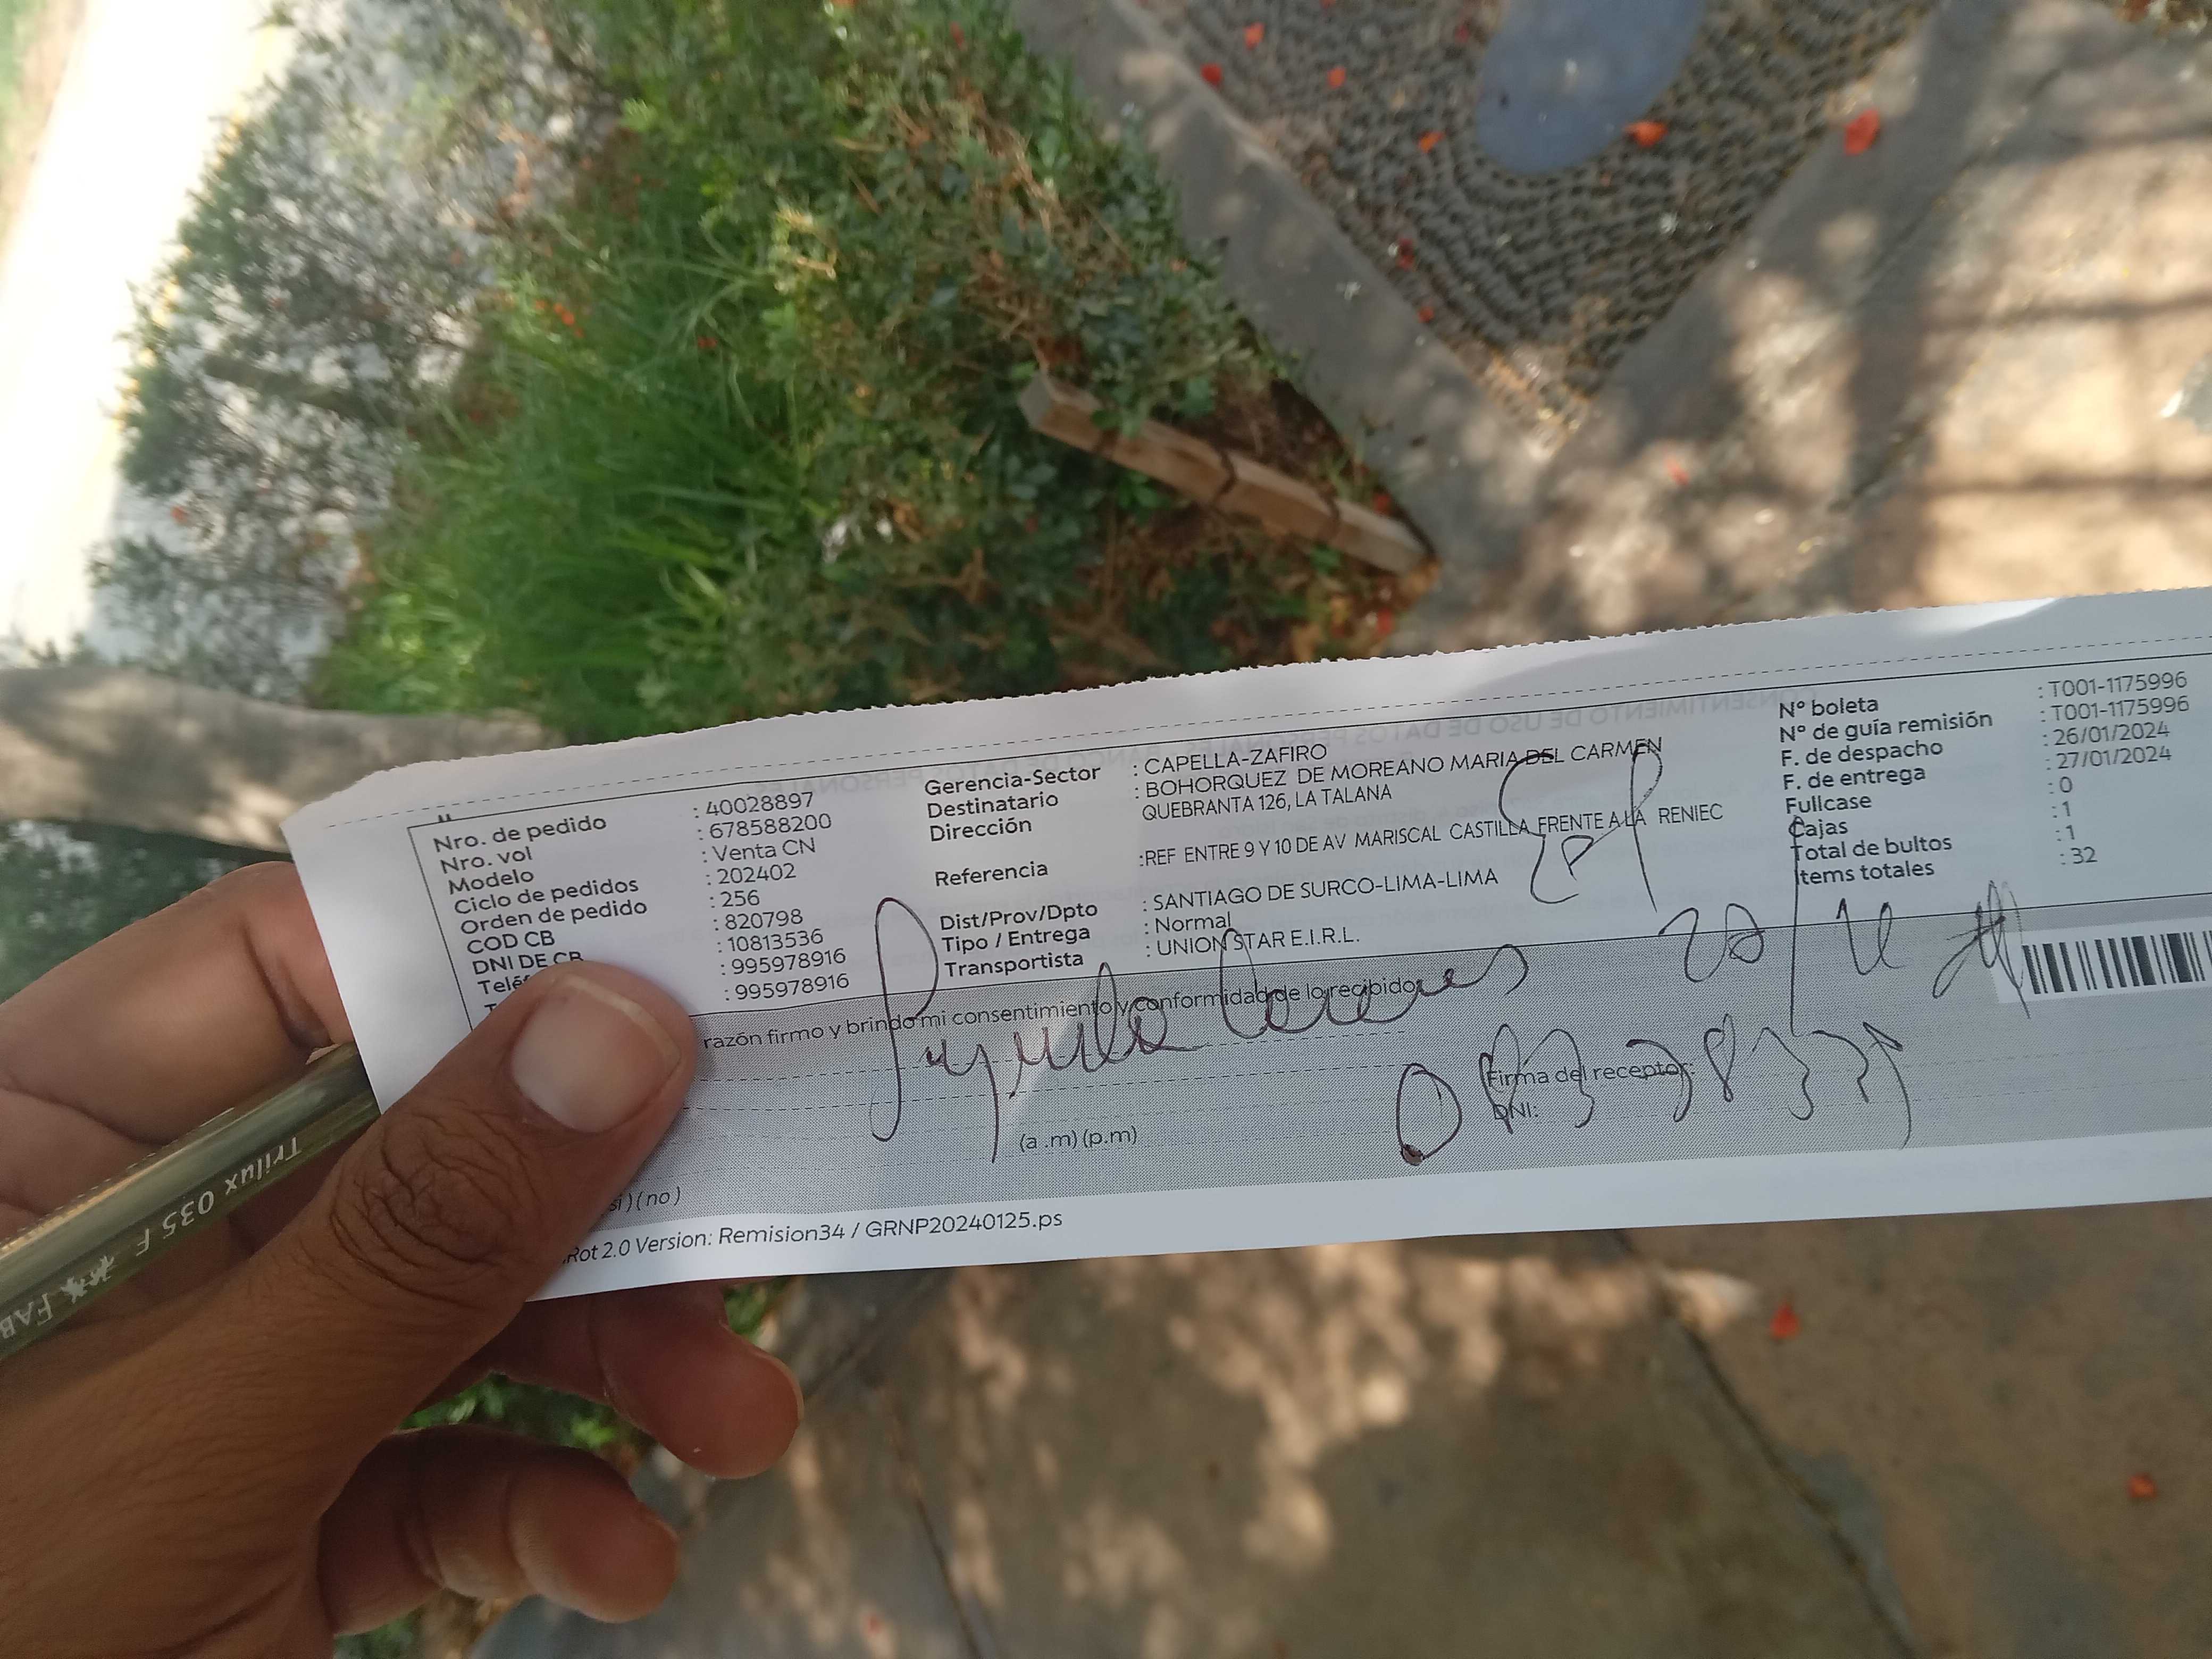 Nro. de pedido : 40028897
Nro. vol : 678588200
Modelo : Venta CN
Ciclo de pedidos : 202402
Orden de pedido : 256
COD CB : 820798
DNI DE CB : 10813536
: 995978916
: 995978916
Gerencia-Sector : CAPELLA-ZAFIRO
Destinatario : BOHORQUEZ DE MOREANO MARIA DEL CARMEN
Dirección QUEBRANTA 126, LA TALANA
Referencia :REF ENTRE 9 Y 10 DE AV MARISCAL CASTILLA FRENTE A LA RENIEC
Dist/Prov/Dpto : SANTIAGO DE SURCO-LIMA-LIMA
Tipo / Entrega : Normal
Transportista : UNION STAR E.I.R.L.
Nº boleta : T001-1175996
Nº de guía remisión : T001-1175996
F. de despacho : 26/01/2024
F. de entrega : 27/01/2024
Fullcase : 0
Cajas : 1
Total de bultos : 1
Items totales : 32
razón firmo y brindo mi consentimiento y conformidad de lo recibido
Firma del receptor:
DNI:
(a .m) (p.m)
si ) ( no )
Rot 2.0 Version: Remision34 / GRNP20240125.ps
Trilux 035 F